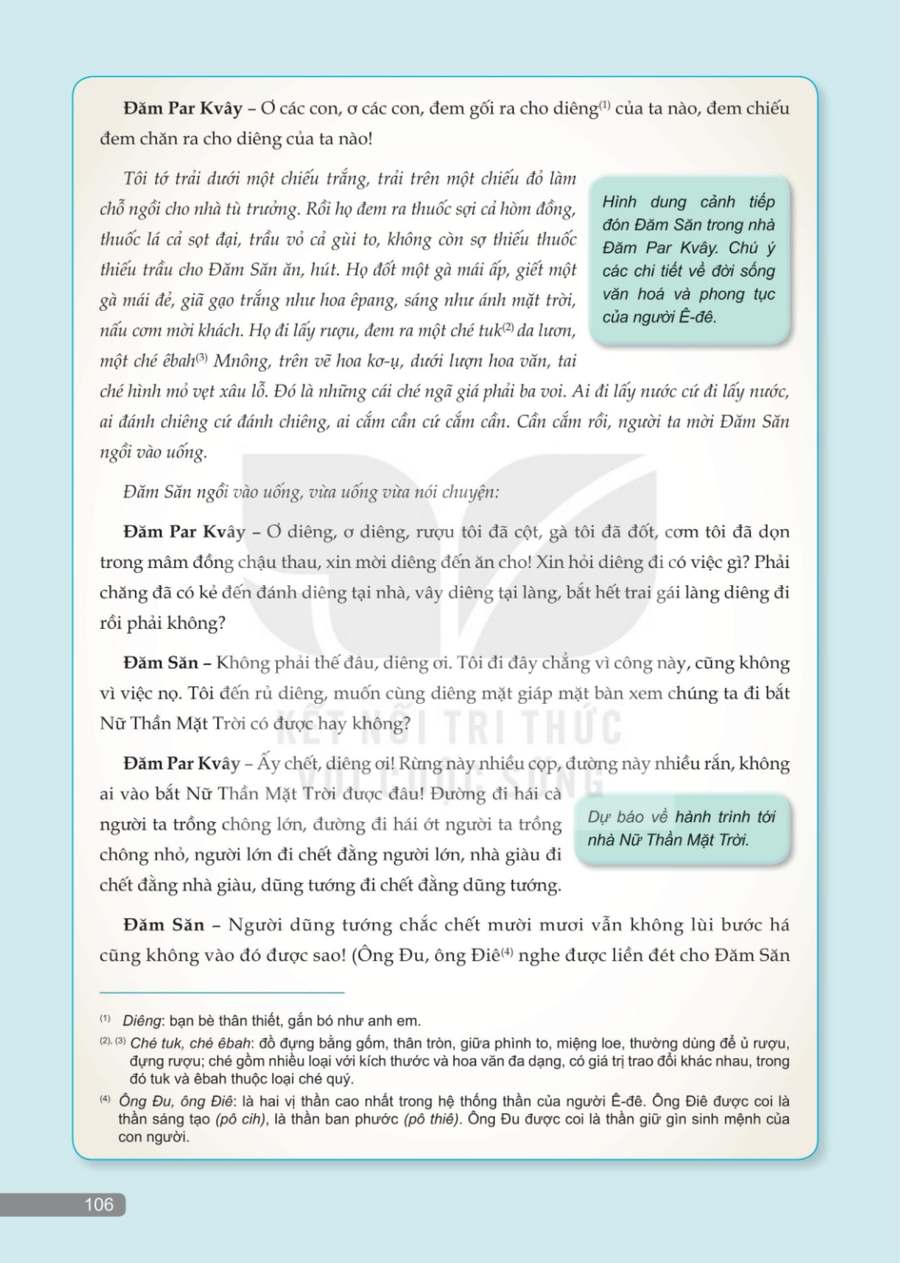 Đăm Par Kvây – Ơ các con, ơ các con, đem gối ra cho diêng(1) của ta nào, đem chiếu
đem chăn ra cho diêng của ta nào!
Tôi tớ trải dưới một chiếu trắng, trải trên một chiếu đỏ làm
chỗ ngồi cho nhà tù trưởng. Rồi họ đem ra thuốc sợi cả hòm đồng,
thuốc lá cả sọt đại, trầu vỏ cả gùi to, không còn sợ thiếu thuốc
thiếu trầu cho Đăm Săn ăn, hút. Họ đốt một gà mái ấp, giết một
gà mái đẻ, giã gạo trắng như hoa êpang, sáng như ánh mặt trời,
nấu cơm mời khách. Họ đi lấy rượu, đem ra một ché tuk(2) da lươn,
một ché êbah(3) Mnông, trên vẽ hoa kơ-ụ, dưới lượn hoa văn, tai
ché hình mỏ vẹt xâu lỗ. Đó là những cái ché ngã giá phải ba voi. Ai đi lấy nước cứ đi lấy nước,
ai đánh chiêng cứ đánh chiêng, ai cắm cần cứ cắm cần. Cần cắm rồi, người ta mời Đăm Săn
ngồi vào uống.
Hình dung cảnh tiếp
đón Đăm Săn trong nhà
Đăm Par Kvây. Chú ý
các chi tiết về đời sống
văn hoá và phong tục
của người Ê-đê.
Đăm Săn ngồi vào uống, vừa uống vừa nói chuyện:
Đăm Par Kvây – Ơ diêng, ơ diêng, rượu tôi đã cột, gà tôi đã đốt, cơm tôi đã dọn
trong mâm đồng chậu thau, xin mời diêng đến ăn cho! Xin hỏi diêng đi có việc gì? Phải
chăng đã có kẻ đến đánh diêng tại nhà, vây diêng tại làng, bắt hết trai gái làng diêng đi
rồi phải không?
Đăm Săn – Không phải thế đâu, diêng ơi. Tôi đi đây chẳng vì công này, cũng không
vì việc nọ. Tôi đến rủ diêng, muốn cùng diêng mặt giáp mặt bàn xem chúng ta đi bắt
Nữ Thần Mặt Trời có được hay không?
Đăm Par Kvây – Ấy chết, diêng ơi! Rừng này nhiều cọp, đường này nhiều rắn, không
ai vào bắt Nữ Thần Mặt Trời được đâu! Đường đi hái cà
người ta trồng chông lớn, đường đi hái ớt người ta trồng
chông nhỏ, người lớn đi chết đằng người lớn, nhà giàu đi
chết đằng nhà giàu, dũng tướng đi chết đằng dũng tướng.
Dự báo về hành trình tới
nhà Nữ Thần Mặt Trời.
Đăm Săn – Người dũng tướng chắc chết mười mươi vẫn không lùi bước há
cũng không vào đó được sao! (Ông Đu, ông Điê(4) nghe được liền đét cho Đăm Săn
(1) Diêng: bạn bè thân thiết, gắn bó như anh em.
(2), (3) Ché tuk, ché êbah: đồ đựng bằng gốm, thân tròn, giữa phình to, miệng loe, thường dùng để ủ rượu,
đựng rượu; ché gồm nhiều loại với kích thước và hoa văn đa dạng, có giá trị trao đổi khác nhau, trong
đó tuk và êbah thuộc loại ché quý.
(4) Ông Đu, ông Điê: là hai vị thần cao nhất trong hệ thống thần của người Ê-đê. Ông Điê được coi là
thần sáng tạo (pô cih), là thần ban phước (pô thiê). Ông Đu được coi là thần giữ gìn sinh mệnh của
con người.
KẾT NỐI TRI THỨC
VỚI CUỘC SỐNG
106